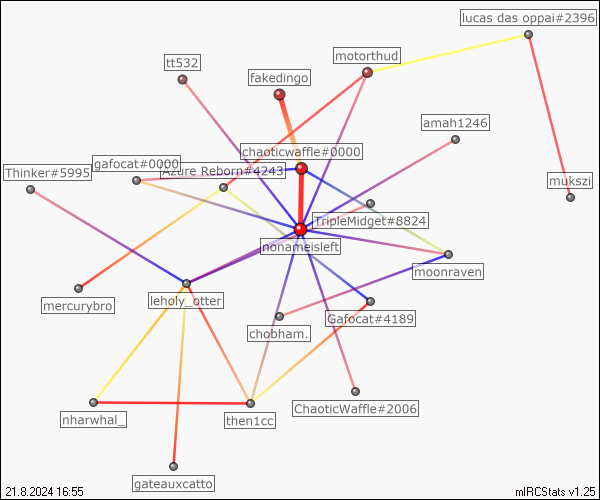 lucas das oppai#2396
motorthud
tt532
fakedingo
amah1246
chaoticwaffle#0000
gafocat#0000
Azure Reborn#4243
Thinker#5995
mukszi
TripleMidget#8824
nonameisleft
moonraven
leholy_otter
mercurybro
Gafocat#4189
chobham.
ChaoticWaffle#2006
nharwhal_
then1cc
gateauxcatto
21.8.2024 16:55
mIRCStats v1.25